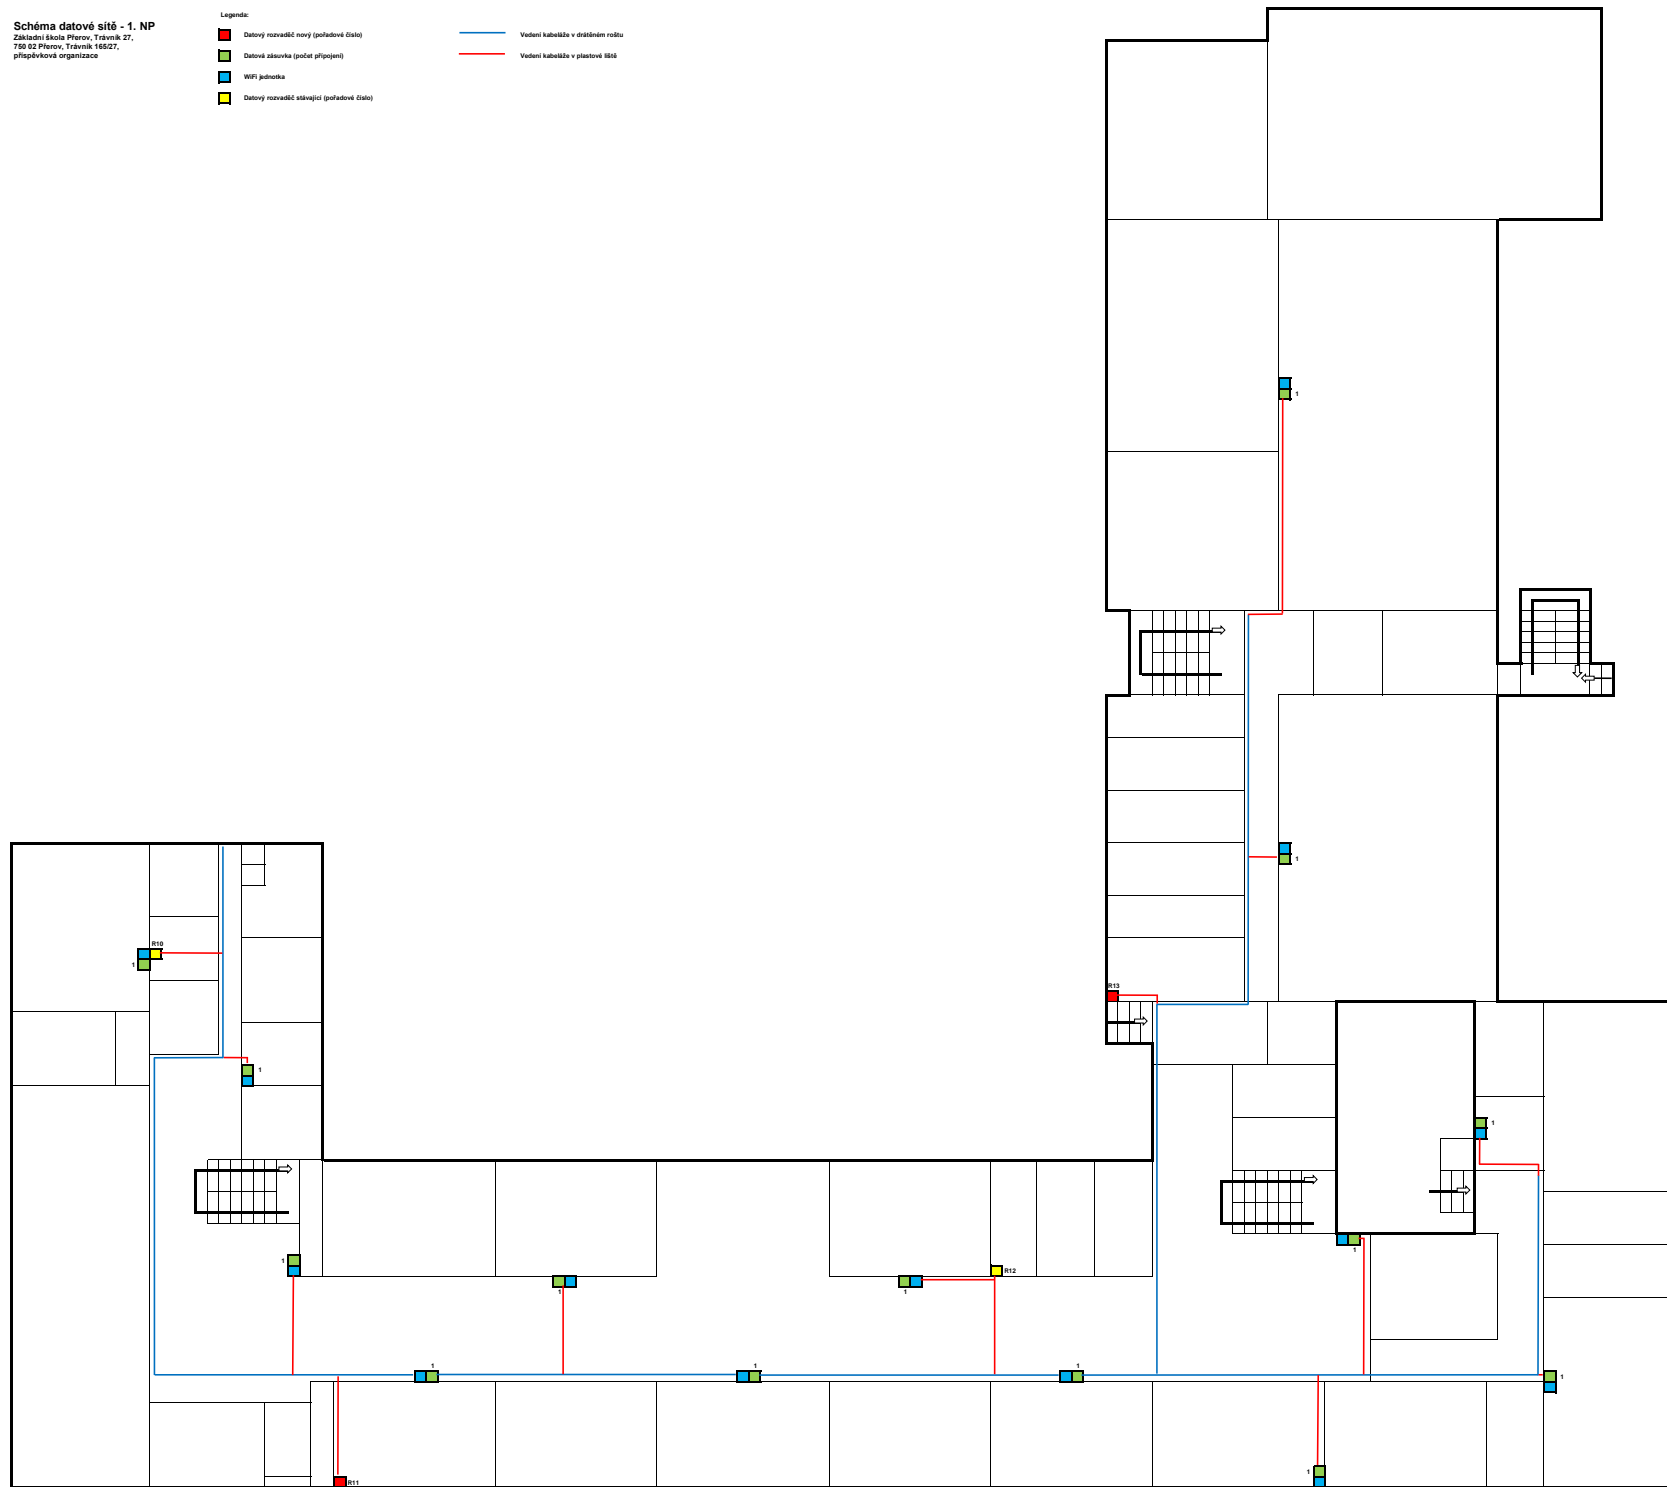 Schéma datové sítě - 1. NP
Základní škola Přerov, Trávník 27,
750 02 Přerov, Trávník 165/27,
příspěvková organizace
Legenda:
Datový rozvaděč nový (pořadové číslo)
Datová zásuvka (počet připojení)
WiFi jednotka
Datový rozvaděč stávající (pořadové číslo)
Vedení kabeláže v drátěném roštu
Vedení kabeláže v plastové liště
1
1
R10
1
R13
1
1
1
R12
1
1
1
1
1
1
1
R11
1